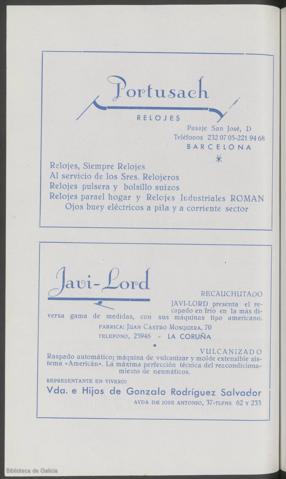 Portusach
RELOJES
Pasaje San José, D
Teléfonos 232 07 05-221 94 68
BARCELONA
Relojes, Siempre Relojes
Al servicio de los Sres. Relojeros
Relojes pulsera y bolsillo suizos
Relojes parael hogar y Relojes Industriales ROMAN
Ojos buey eléctricos a pila y a corriente sector
Javi-Lord
RECAUCHUTADO
JAVI-LORD presenta el re-
capado en frío en la más di-
versa gama de medidas, con sus máquinas tipo americano.
FABRICA: JUAN CASTRO MOSQUERA, 70
TELEFONO, 25946 - LA CORUÑA
VULCANIZADO
Raspado automático; máquina de vulcanizar y molde extensible sis-
tema «American». La máxima perfección técnica del reacondiciona-
miento de neumáticos.
REPRESENTANTE EN VIVERO:
Vda. e Hijos de Gonzalo Rodríguez Salvador
AVDA DE JOSE ANTONIO, 37-TLFNS. 62 y 233
Biblioteca de Galicia